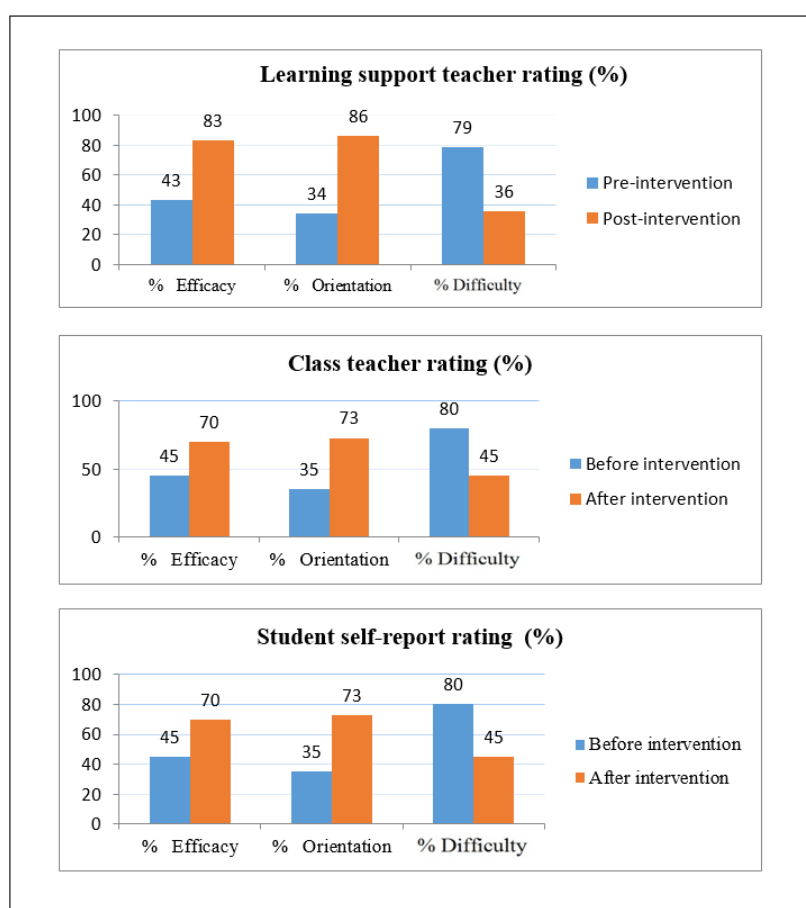 Learning support teacher rating (%)
100
80
60
40
20
0
43
83
34
86
79
36
% Efficacy
% Orientation
% Difficulty
Pre-intervention
Post-intervention
Class teacher rating (%)
100
50
0
45
70
35
73
80
45
% Efficacy
% Orientation
% Difficulty
Before intervention
After intervention
Student self-report rating (%)
100
80
60
40
20
0
45
70
35
73
80
45
% Efficacy
% Orientation
% Difficulty
Before intervention
After intervention